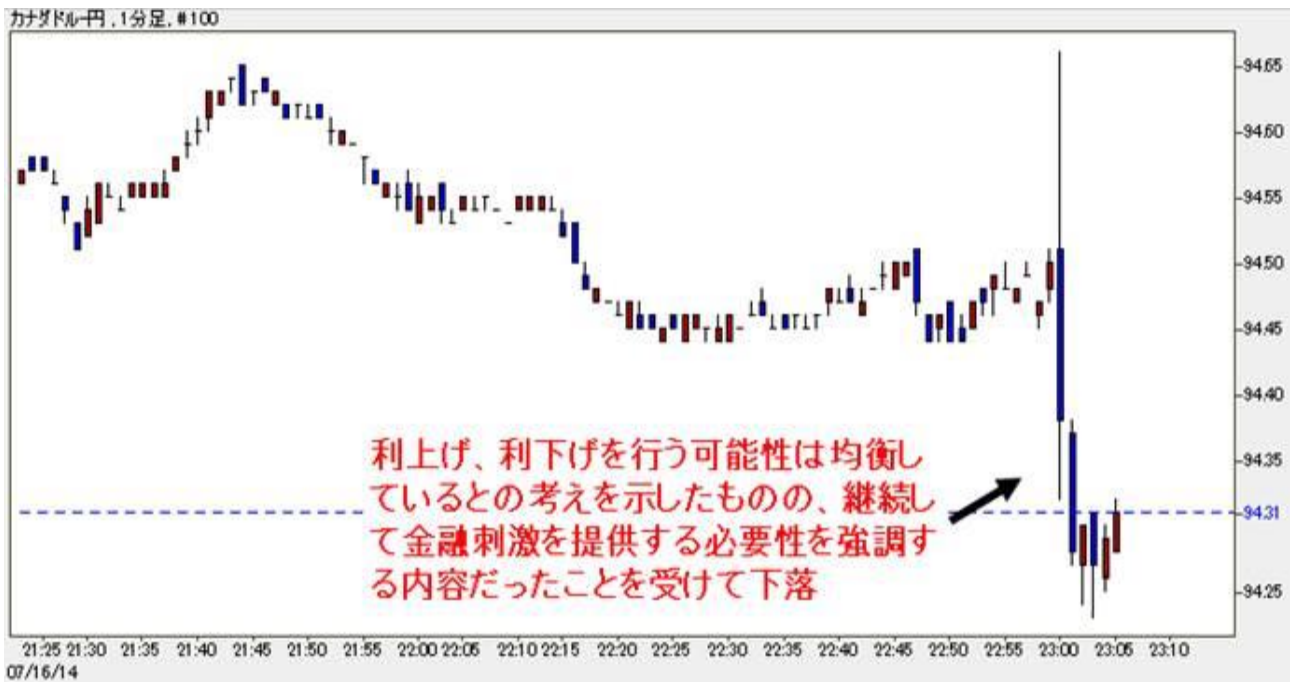 カナダドル-円 , 1分足, #100
94.65
94.60
94.55
94.50
94.45
94.40
94.35
94.31
94.25
利上げ、利下げを行う可能性は均衡し
ているとの考えを示したものの、継続し
て金融刺激を提供する必要性を強調す
る内容だったことを受けて下落
21:25 21:30 21:35 21:40 21:45 21:50 21:55 22:00 22:05 22:10 22:15 22:20 22:25 22:30 22:35 22:40 22:45 22:50 22:55 23:00 23:05 23:10
07/16/14